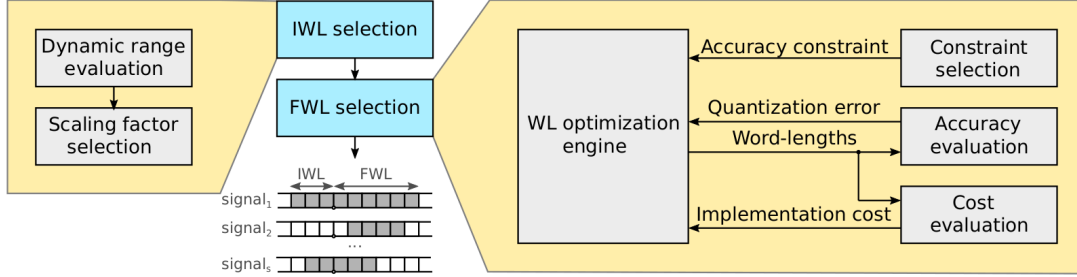 Dynamic range
evaluation
Scaling factor
selection
IWL selection
FWL selection
IWL
FWL
signal₁
signal₂
...
signalₛ
WL optimization
engine
Accuracy constraint
Quantization error
Word-lengths
Implementation cost
Constraint
selection
Accuracy
evaluation
Cost
evaluation